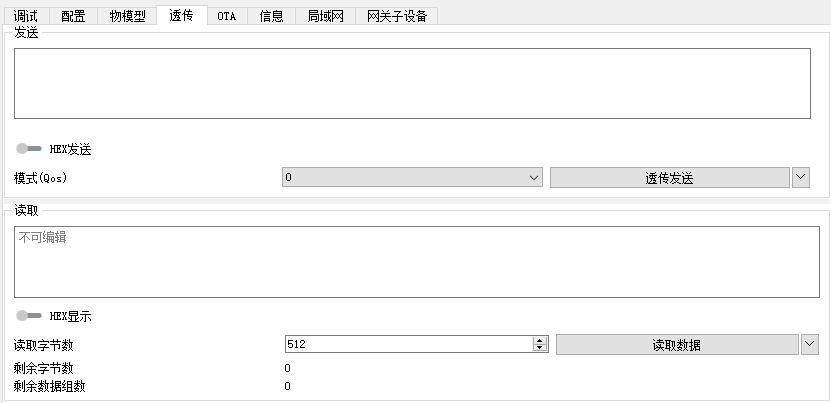 调试 配置 物模型 透传 OTA 信息 局域网 网关子设备
发送
HEX发送
模式(Qos) 0 透传发送
读取
不可编辑
HEX显示
读取字节数 512 读取数据
剩余字节数 0
剩余数据组数 0